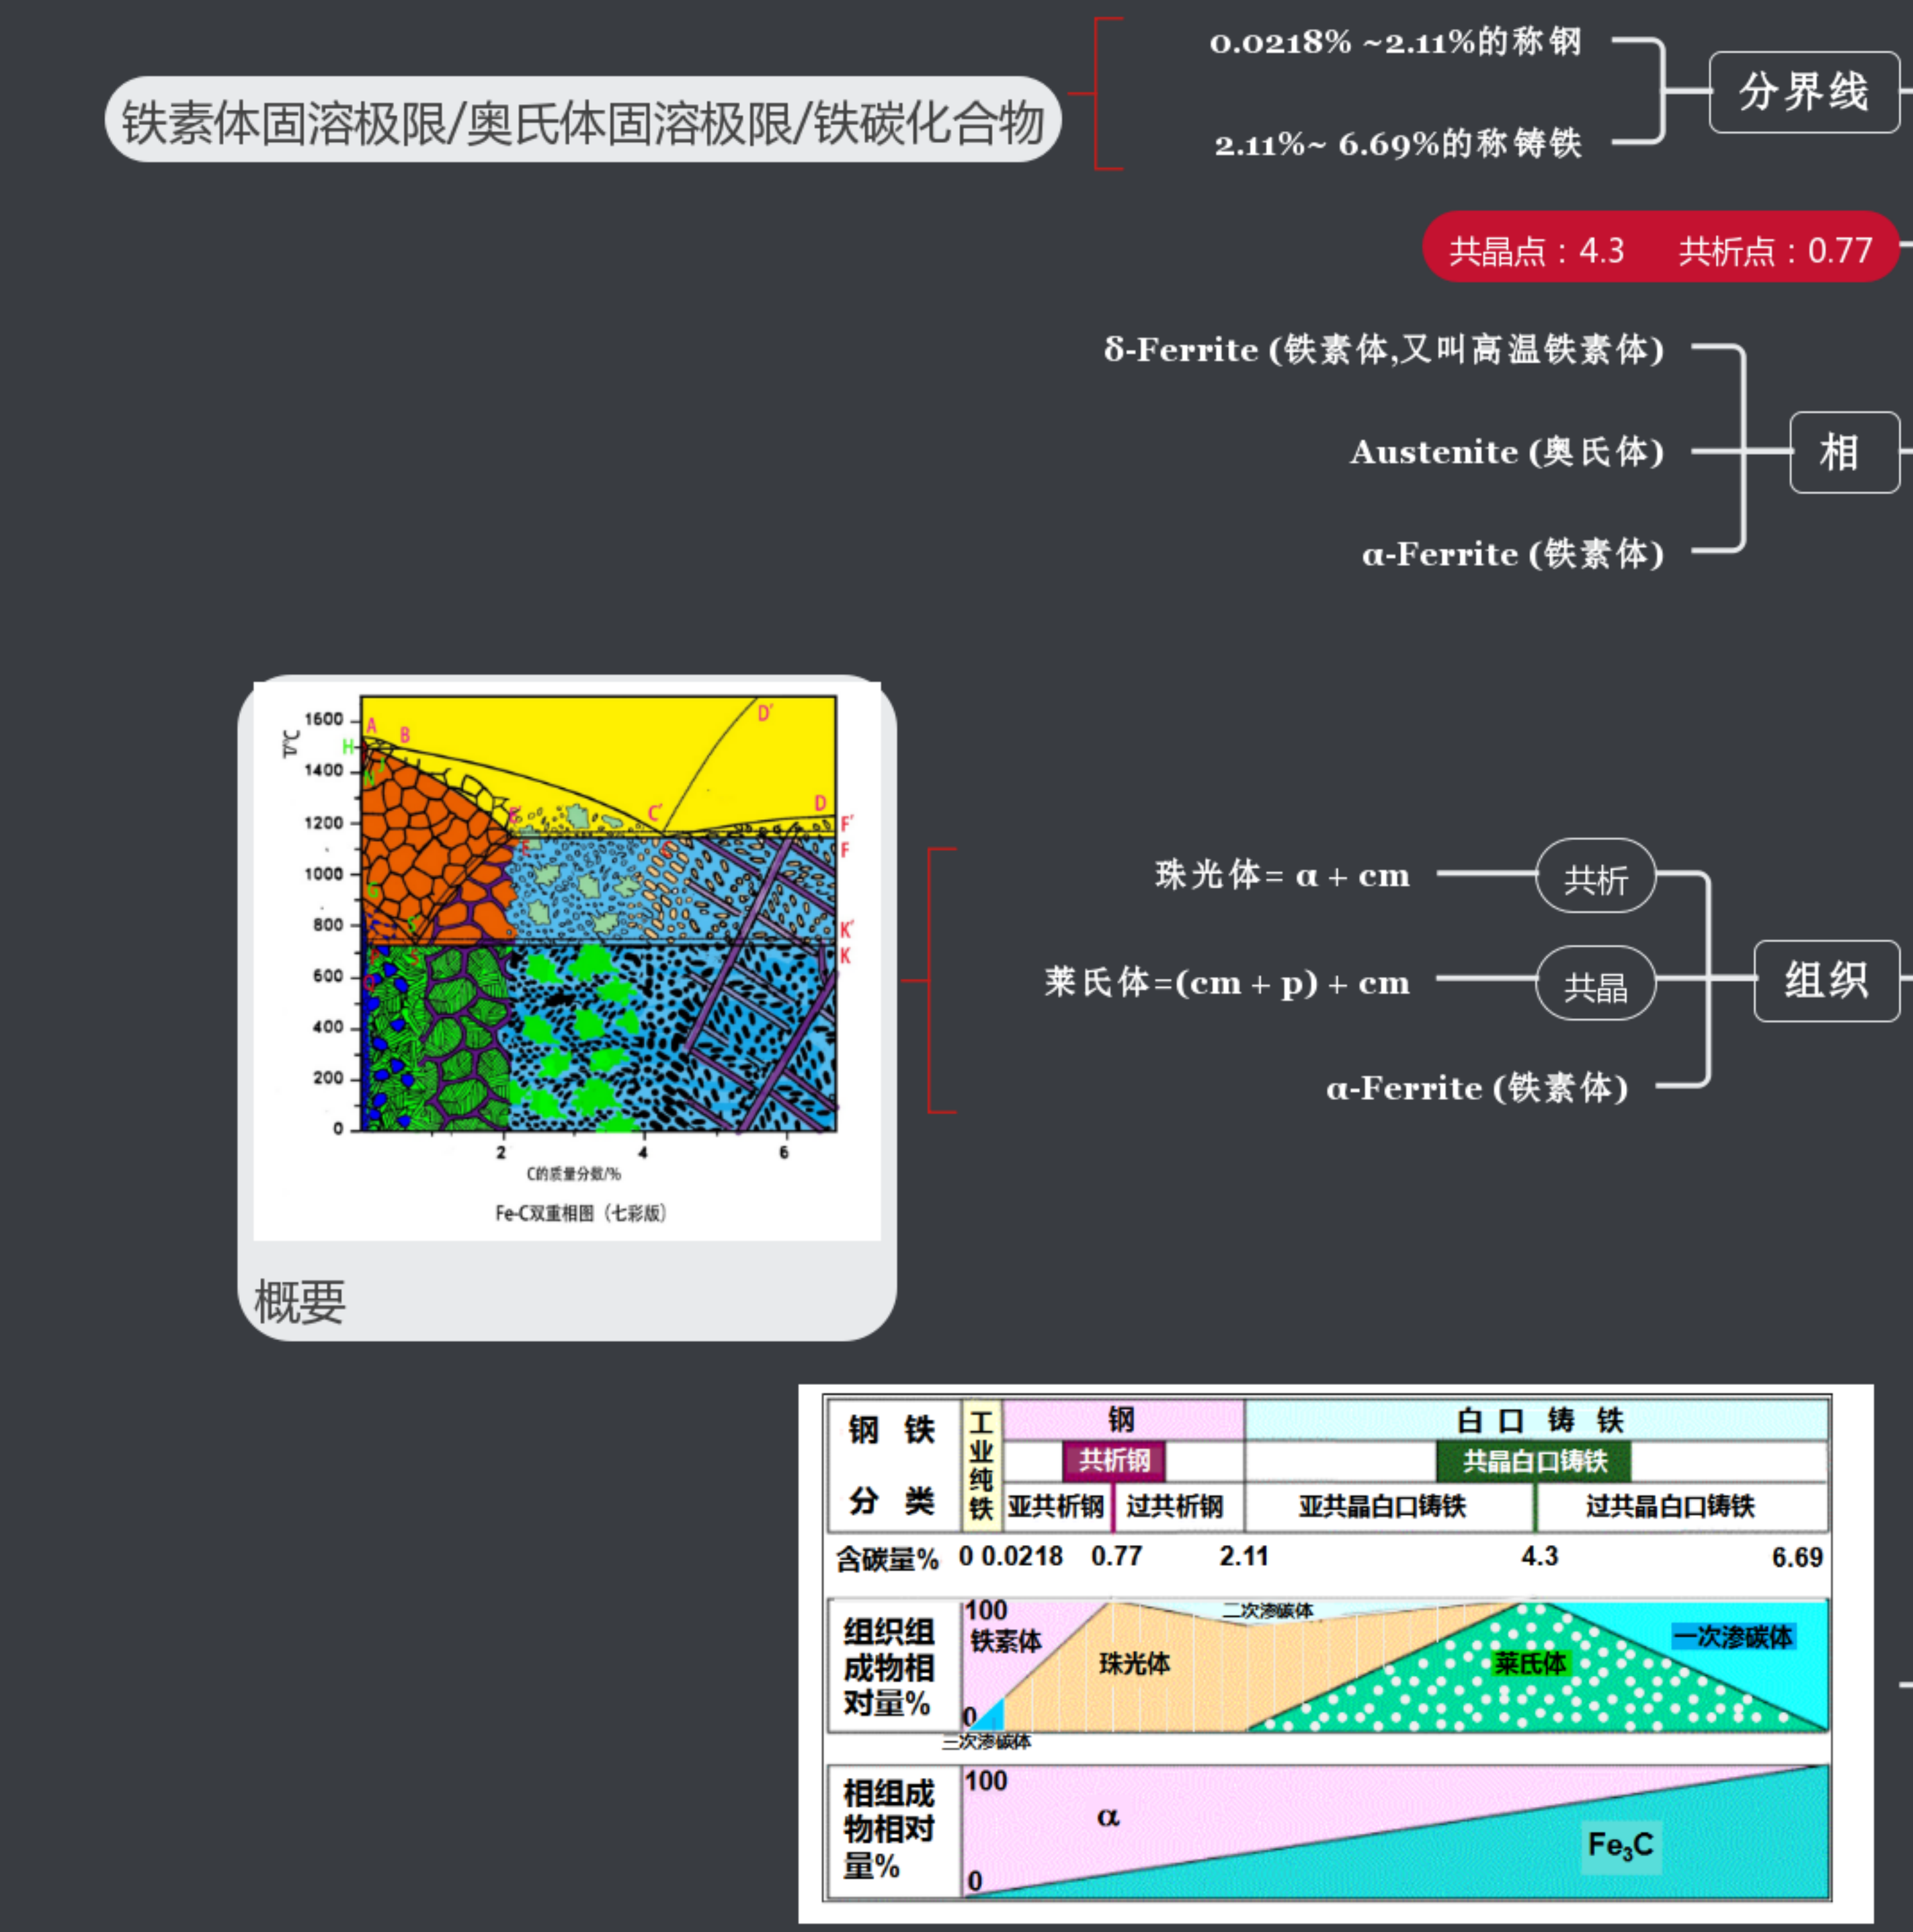 0.0218% ~2.11%的称钢
分界线
铁素体固溶极限/奥氏体固溶极限/铁碳化合物
2.11%~ 6.69%的称铸铁
共晶点：4.3 共析点：0.77
δ-Ferrite (铁素体,又叫高温铁素体)
Austenite (奥氏体)
相
α-Ferrite (铁素体)
T/℃
1600
1400
1200
1000
800
600
400
200
0
A
B
H
J
N
D'
E'
E
C'
C
D
F'
F
G
S'
S
K'
K
P
Q
2
4
6
C的质量分数/%
Fe-C双重相图（七彩版）
概要
珠光体= α + cm
共析
莱氏体=(cm + p) + cm
共晶
组织
α-Ferrite (铁素体)
钢 铁
分 类
工业纯铁
钢
白 口 铸 铁
共析钢
共晶白口铸铁
亚共析钢
过共析钢
亚共晶白口铸铁
过共晶白口铸铁
含碳量% 0 0.0218 0.77 2.11 4.3 6.69
组织组
成物相
对量%
100
铁素体
0
三次渗碳体
珠光体
二次渗碳体
莱氏体
一次渗碳体
相组成
物相对
量%
100
0
α
Fe₃C